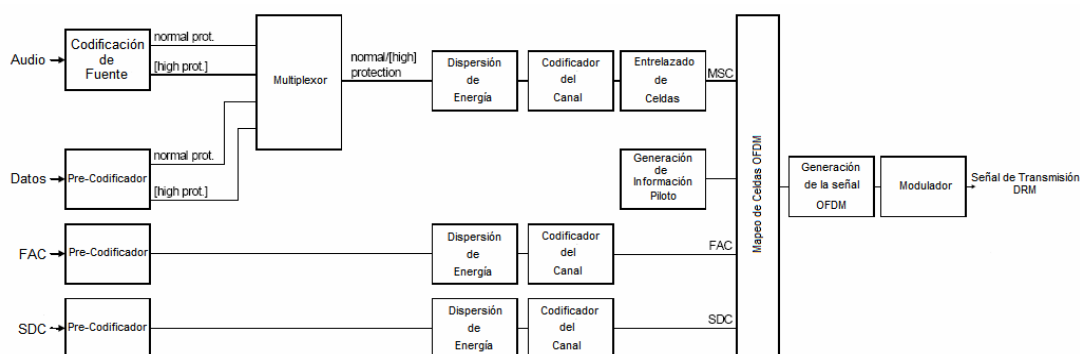 Audio
Codificación
de
Fuente
normal prot.
[high prot.]
Multiplexor
normal/[high]
protection
Dispersión
de
Energía
Codificador
del
Canal
Entrelazado
de
Celdas
MSC
Datos
Pre-Codificador
normal prot.
[high prot.]
Generación
de
Información
Piloto
Mapeo de Celdas OFDM
Generación
de la señal
OFDM
Modulador
Señal de Transmisión
DRM
FAC
Pre-Codificador
Dispersión
de
Energía
Codificador
del
Canal
FAC
SDC
Pre-Codificador
Dispersión
de
Energía
Codificador
del
Canal
SDC